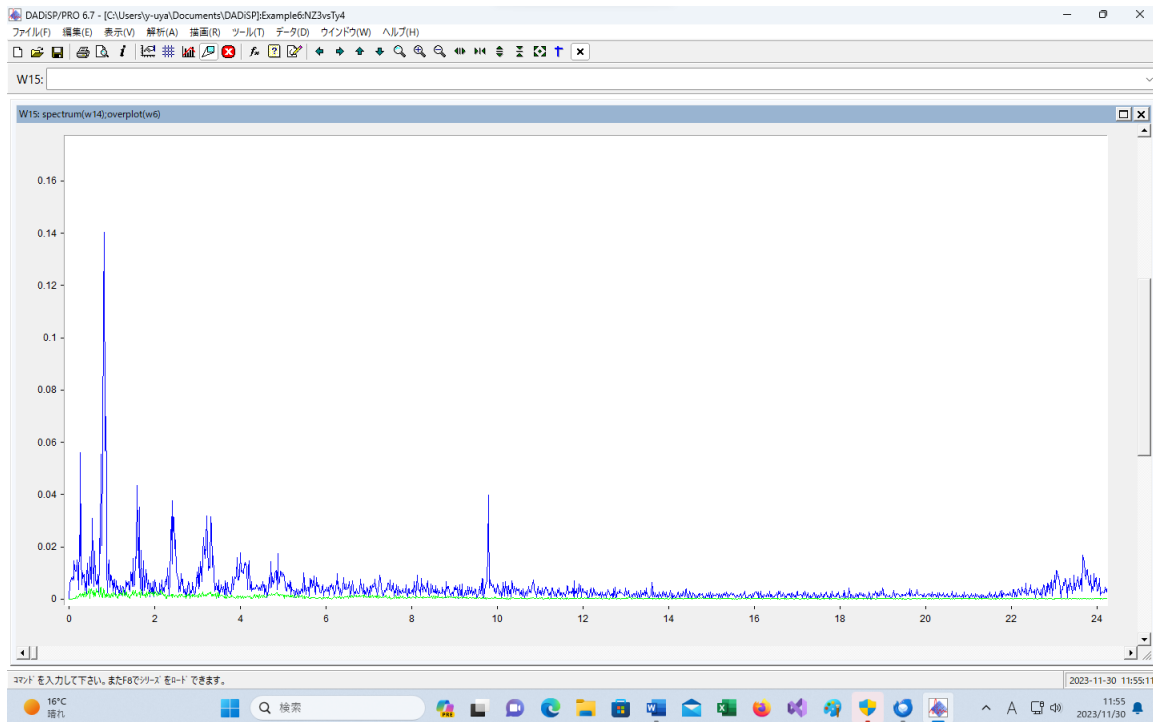 DADiSP/PRO 6.7 - [C:\Users\y-uya\Documents\DADiSP]:Example6:NZ3vsTy4
ファイル(F) 編集(E) 表示(V) 解析(A) 描画(R) ツール(T) データ(D) ウインドウ(W) ヘルプ(H)
W15:
W15: spectrum(w14);overplot(w6)
0.16
0.14
0.12
0.1
0.08
0.06
0.04
0.02
0
0 2 4 6 8 10 12 14 16 18 20 22 24
コマンドを入力して下さい。またF8でシリーズをロードできます。
2023-11-30 11:55:11
16°C
晴れ
検索
PRE
A
11:55
2023/11/30